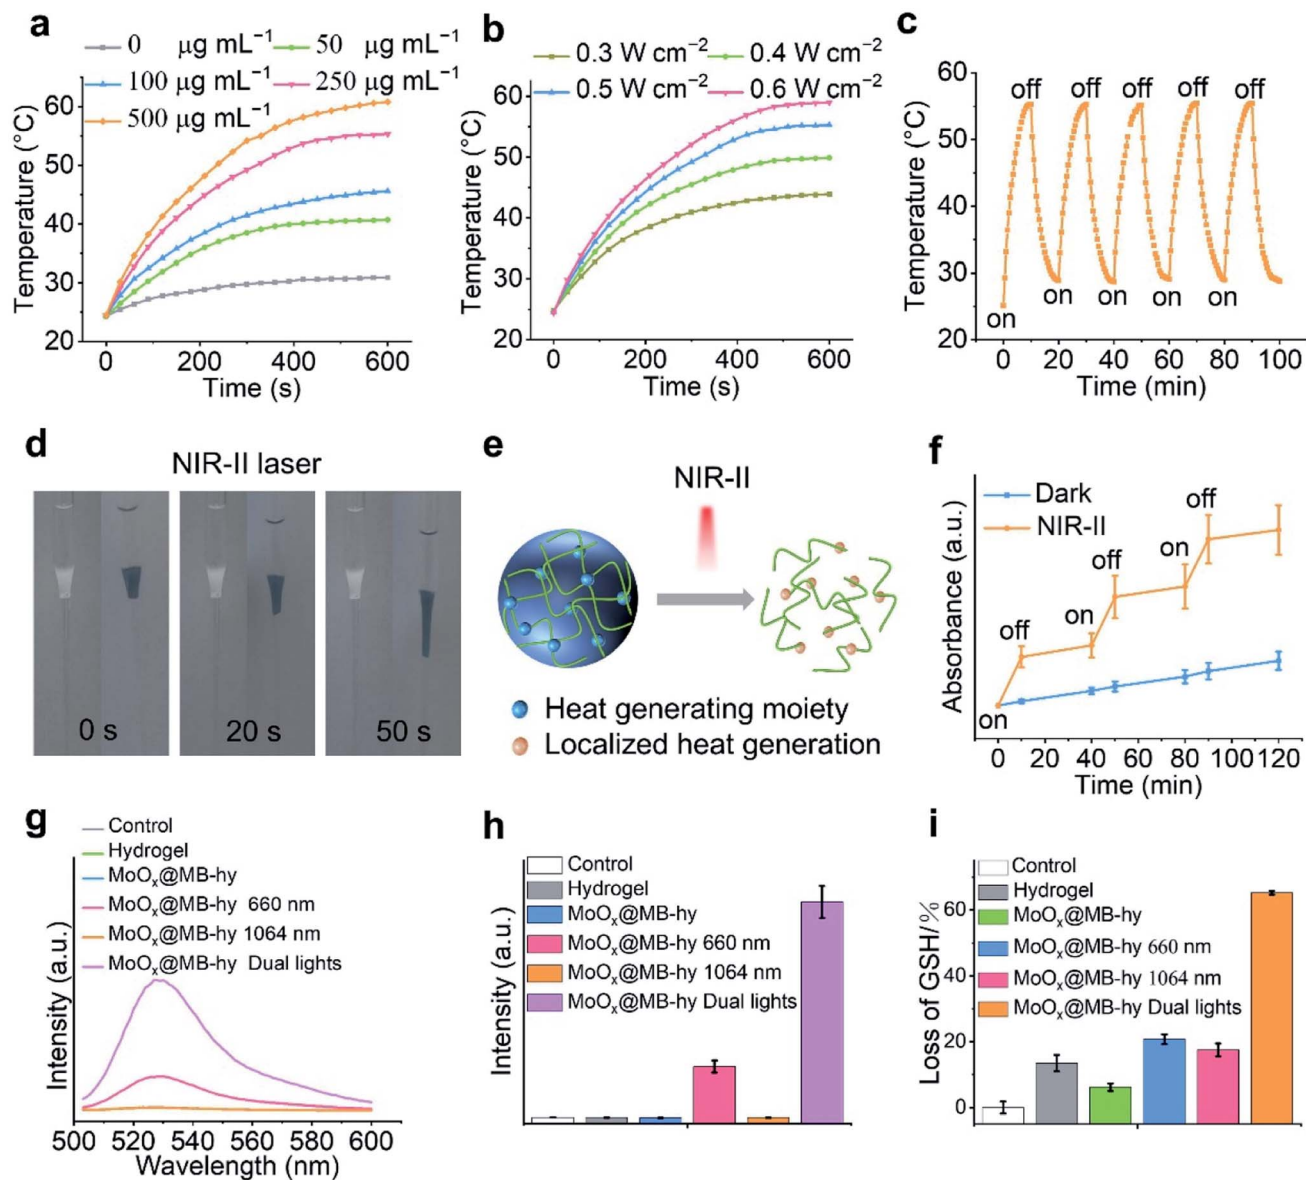 a
0 μg mL⁻¹ 50 μg mL⁻¹
100 μg mL⁻¹ 250 μg mL⁻¹
500 μg mL⁻¹
Temperature (°C)
60
50
40
30
20
0 200 400 600
Time (s)
b
0.3 W cm⁻² 0.4 W cm⁻²
0.5 W cm⁻² 0.6 W cm⁻²
Temperature (°C)
60
50
40
30
20
0 200 400 600
Time (s)
c
off off off off off
Temperature (°C)
60
50
40
30
20
on on on on
on
0 20 40 60 80 100
Time (min)
d
NIR-II laser
0 s 20 s 50 s
e
NIR-II
Heat generating moiety
Localized heat generation
f
Dark
NIR-II
Absorbance (a.u.)
off
on
off
on
off
on
0 20 40 60 80 100 120
Time (min)
g
Control
Hydrogel
MoOₓ@MB-hy
MoOₓ@MB-hy 660 nm
MoOₓ@MB-hy 1064 nm
MoOₓ@MB-hy Dual lights
Intensity (a.u.)
500 520 540 560 580 600
Wavelength (nm)
h
Control
Hydrogel
MoOₓ@MB-hy
MoOₓ@MB-hy 660 nm
MoOₓ@MB-hy 1064 nm
MoOₓ@MB-hy Dual lights
Intensity (a.u.)
i
Control
Hydrogel
MoOₓ@MB-hy
MoOₓ@MB-hy 660 nm
MoOₓ@MB-hy 1064 nm
MoOₓ@MB-hy Dual lights
Loss of GSH/%
60
40
20
0